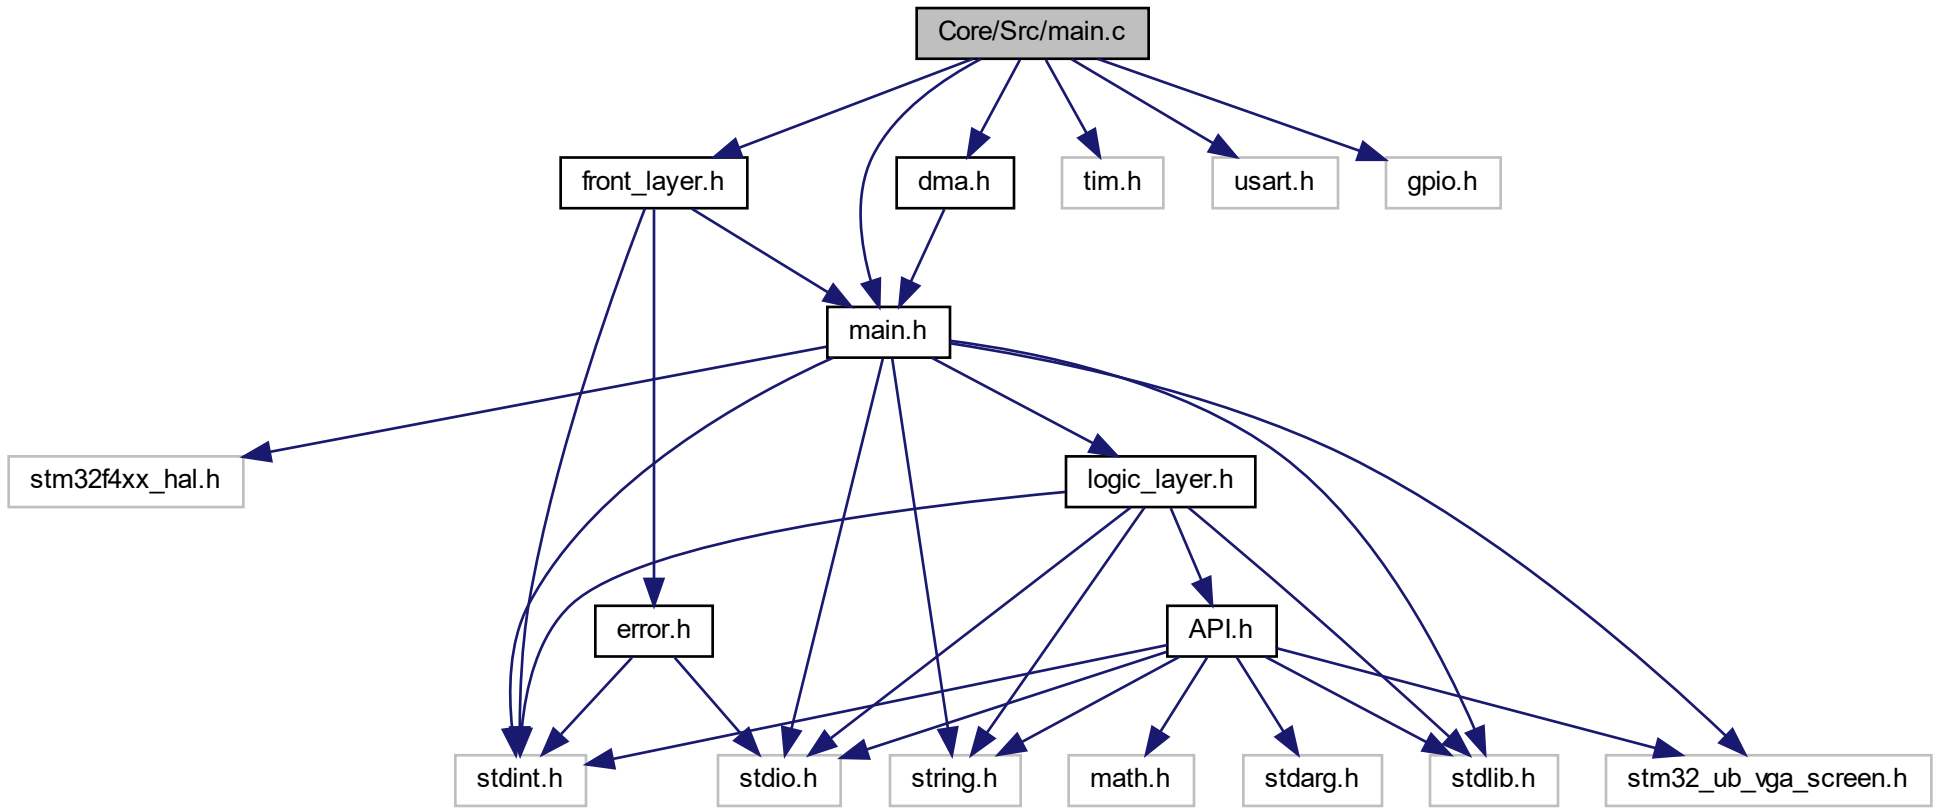 Core/Src/main.c
front_layer.h
dma.h
tim.h
usart.h
gpio.h
main.h
stm32f4xx_hal.h
logic_layer.h
error.h
API.h
stdint.h
stdio.h
string.h
math.h
stdarg.h
stdlib.h
stm32_ub_vga_screen.h